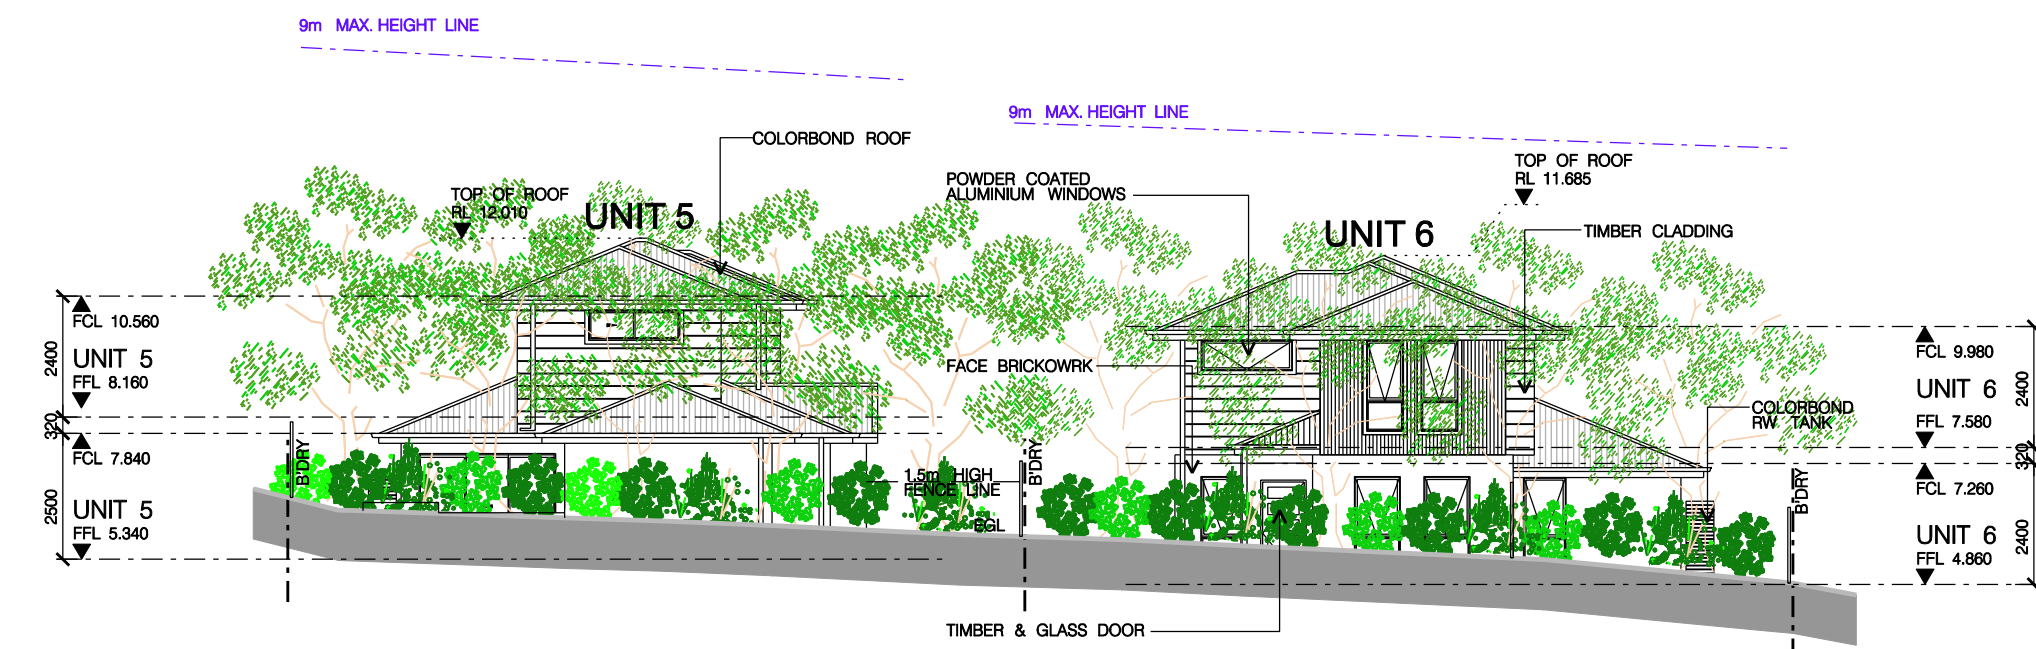 9m MAX. HEIGHT LINE
9m MAX. HEIGHT LINE
COLORBOND ROOF
TOP OF ROOF
RL 12.010
UNIT 5
POWDER COATED
ALUMINIUM WINDOWS
TOP OF ROOF
RL 11.685
UNIT 6
TIMBER CLADDING
FCL 10.560
2400
UNIT 5
FFL 8.160
320
FCL 7.840
2500
UNIT 5
FFL 5.340
B'DRY
FACE BRICKOWRK
1.5m HIGH
FENCE LINE
B'DRY
EGL
COLORBOND
RW TANK
B'DRY
FCL 9.980
2400
UNIT 6
FFL 7.580
320
FCL 7.260
UNIT 6
2400
FFL 4.860
TIMBER & GLASS DOOR